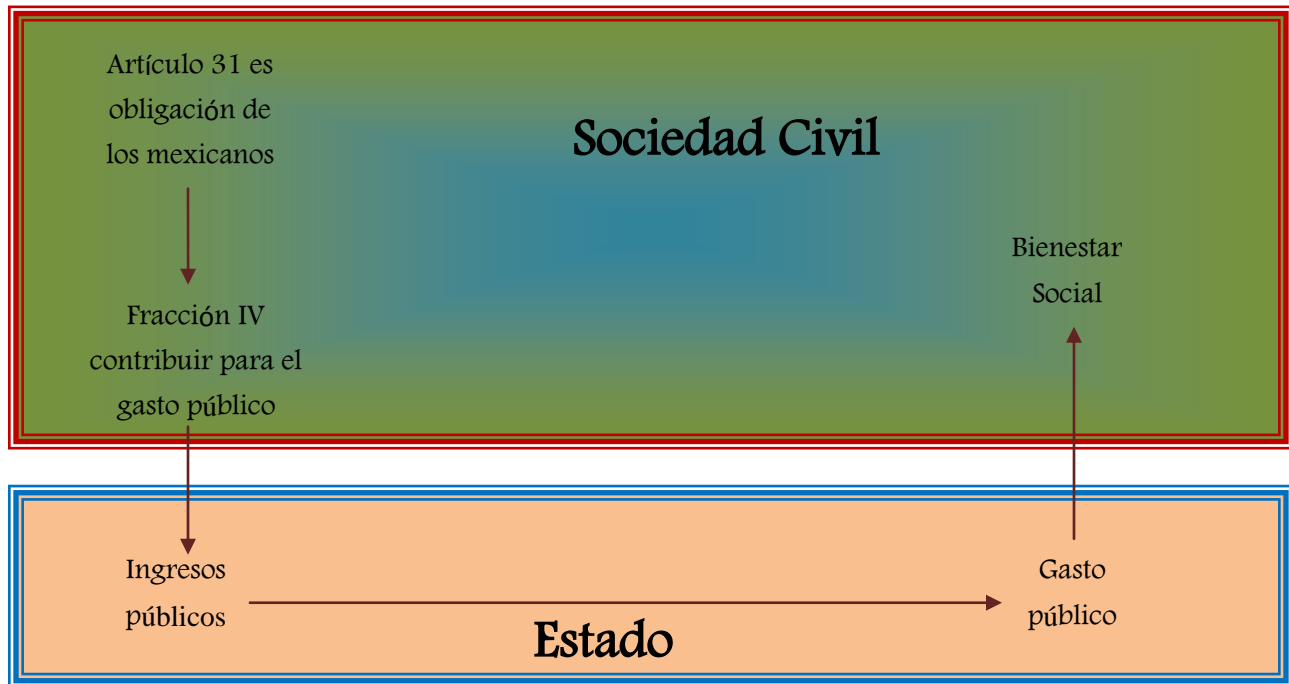 Artículo 31 es
obligación de
los mexicanos
Sociedad Civil
Fracción IV
contribuir para el
gasto público
Bienestar
Social
Ingresos
públicos
Estado
Gasto
público